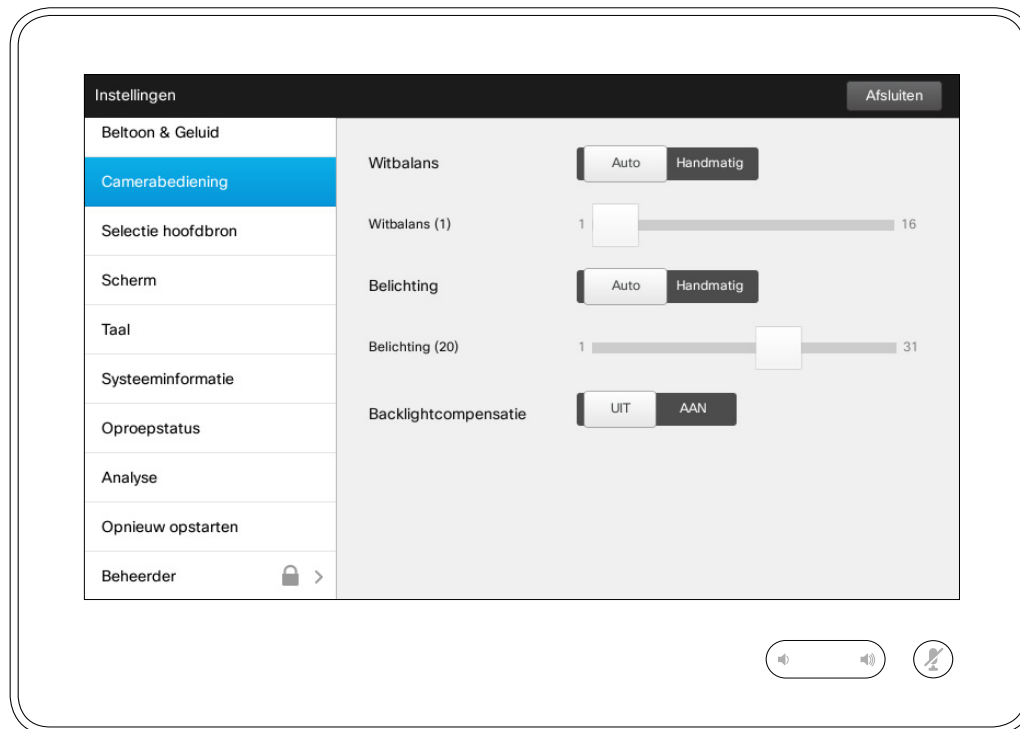 Instellingen
Afsluiten
Beltoon & Geluid
Camerabediening
Selectie hoofdbron
Scherm
Taal
Systeeminformatie
Oproepstatus
Analyse
Opnieuw opstarten
Beheerder
Witbalans Auto Handmatig
Witbalans (1) 1 16
Belichting Auto Handmatig
Belichting (20) 1 31
Backlightcompensatie UIT AAN